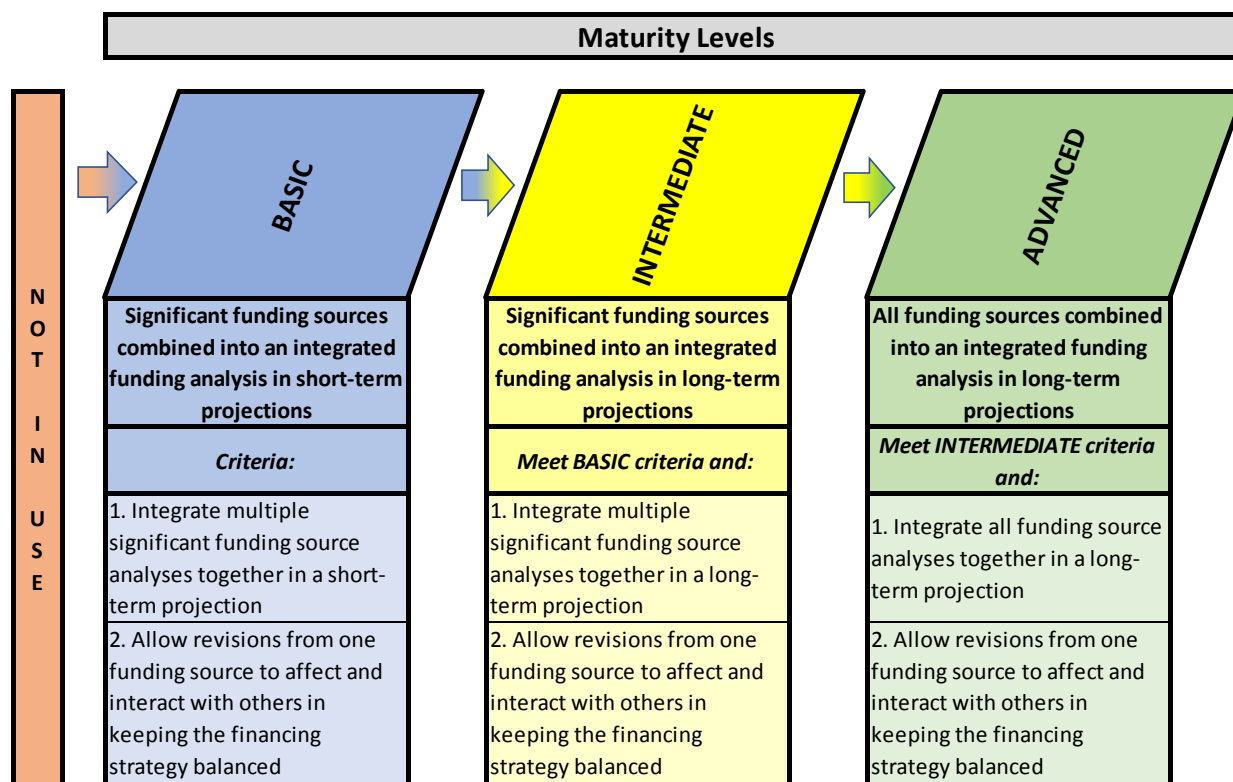 Maturity Levels
NOT IN USE
BASIC
INTERMEDIATE
ADVANCED
Significant funding sources
combined into an integrated
funding analysis in short-term
projections
Significant funding sources
combined into an integrated
funding analysis in long-term
projections
All funding sources combined
into an integrated funding
analysis in long-term
projections
Criteria:
Meet BASIC criteria and:
Meet INTERMEDIATE criteria
and:
1. Integrate multiple
significant funding source
analyses together in a short-
term projection
1. Integrate multiple
significant funding source
analyses together in a long-
term projection
1. Integrate all funding source
analyses together in a long-
term projection
2. Allow revisions from one
funding source to affect and
interact with others in
keeping the financing
strategy balanced
2. Allow revisions from one
funding source to affect and
interact with others in
keeping the financing
strategy balanced
2. Allow revisions from one
funding source to affect and
interact with others in
keeping the financing
strategy balanced